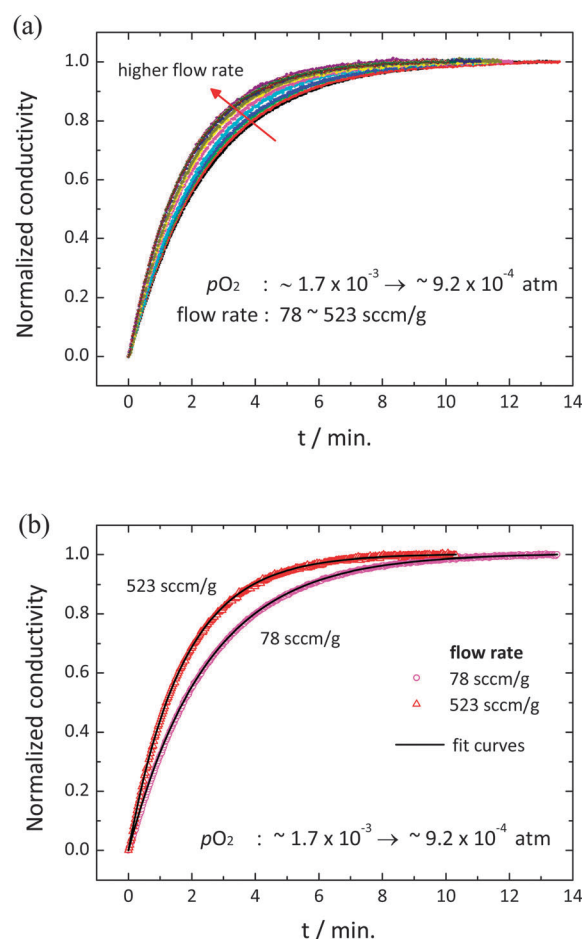 (a)
1.0
0.8
0.6
0.4
0.2
0.0
Normalized conductivity
higher flow rate
pO₂ : ~ 1.7 x 10⁻³ → ~ 9.2 x 10⁻⁴ atm
flow rate : 78 ~ 523 sccm/g
0 2 4 6 8 10 12 14
t / min.
(b)
1.0
0.8
0.6
0.4
0.2
0.0
Normalized conductivity
523 sccm/g
78 sccm/g
flow rate
78 sccm/g
523 sccm/g
fit curves
pO₂ : ~ 1.7 x 10⁻³ → ~ 9.2 x 10⁻⁴ atm
0 2 4 6 8 10 12 14
t / min.